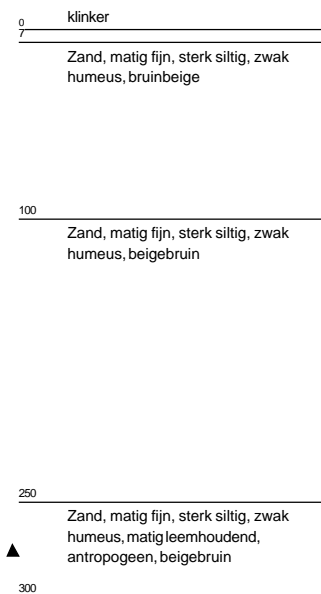 klinker
0
7
Zand, matig fijn, sterk siltig, zwak
humeus, bruinbeige
100
Zand, matig fijn, sterk siltig, zwak
humeus, beigebruin
250
Zand, matig fijn, sterk siltig, zwak
humeus, matig leemhoudend,
antropogeen, beigebruin
300